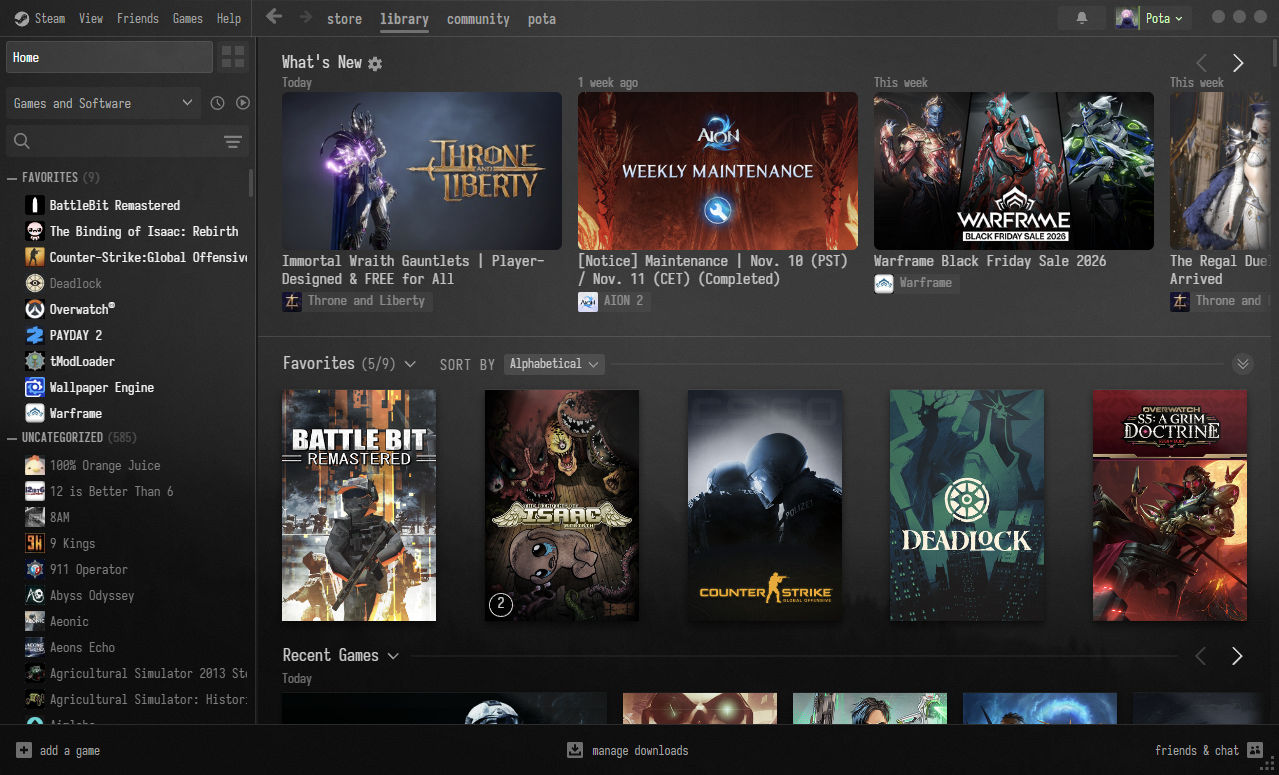 Steam View Friends Games Help
store library community pota
Pota
Home
Games and Software
FAVORITES (9)
BattleBit Remastered
The Binding of Isaac: Rebirth
Counter-Strike:Global Offensive
Deadlock
Overwatch®
PAYDAY 2
tModLoader
Wallpaper Engine
Warframe
UNCATEGORIZED (585)
100% Orange Juice
12 is Better Than 6
8AM
9 Kings
911 Operator
Abyss Odyssey
Aeonic
Aeons Echo
Agricultural Simulator 2013 Ste
Agricultural Simulator: Histori
What's New
Today
THRONE
AND
LIBERTY
Immortal Wraith Gauntlets | Player-
Designed & FREE for All
Throne and Liberty
1 week ago
AION 2
WEEKLY MAINTENANCE
[Notice] Maintenance | Nov. 10 (PST)
/ Nov. 11 (CET) (Completed)
AION 2
This week
WARFRAME
BLACK FRIDAY SALE 2026
Warframe Black Friday Sale 2026
Warframe
This week
The Regal Duel
Arrived
Throne and
Favorites (5/9)
SORT BY Alphabetical
BATTLE BIT
REMASTERED
THE BINDING OF
ISAAC
REBIRTH
2
POLIZEI
COUNTER STRIKE
GLOBAL OFFENSIVE
DEADLOCK
OVERWATCH
S5: A GRIM
DOCTRINE
Recent Games
Today
add a game
manage downloads
friends & chat